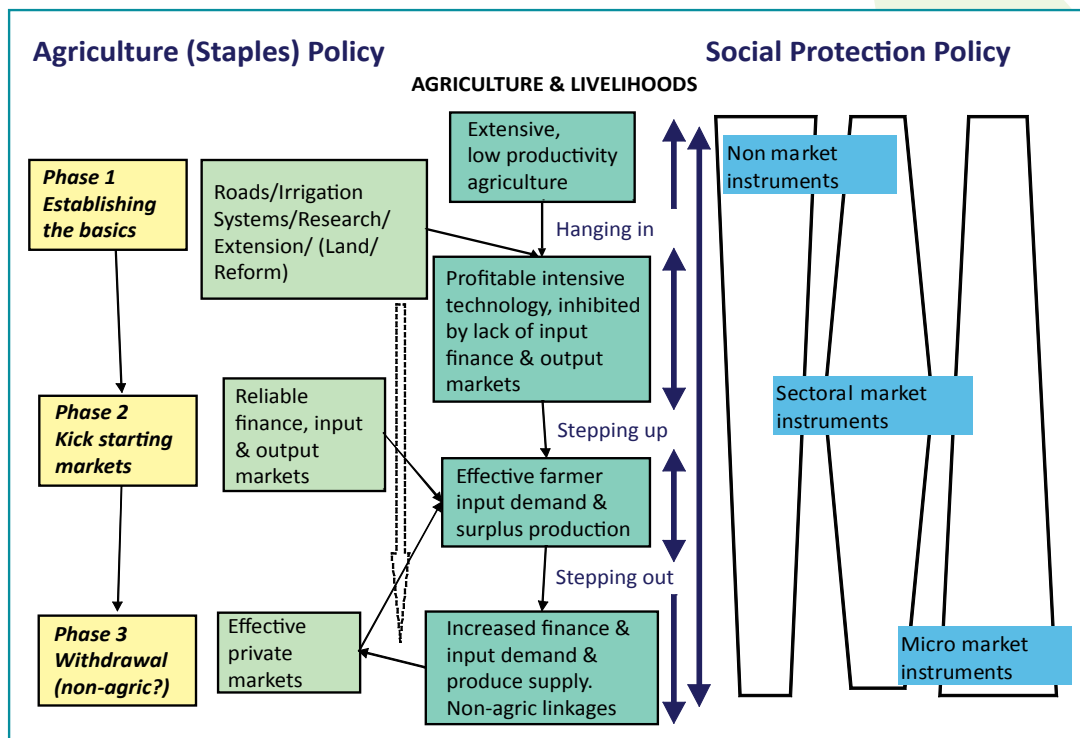 Agriculture (Staples) Policy
Social Protection Policy
AGRICULTURE & LIVELIHOODS
Phase 1
Establishing
the basics
Roads/Irrigation
Systems/Research/
Extension/ (Land/
Reform)
Extensive,
low productivity
agriculture
Hanging in
Profitable intensive
technology, inhibited
by lack of input
finance & output
markets
Non market
instruments
Phase 2
Kick starting
markets
Reliable
finance, input
& output
markets
Stepping up
Effective farmer
input demand &
surplus production
Sectoral market
instruments
Stepping out
Phase 3
Withdrawal
(non-agric?)
Effective
private
markets
Increased finance &
input demand &
produce supply.
Non-agric linkages
Micro market
instruments